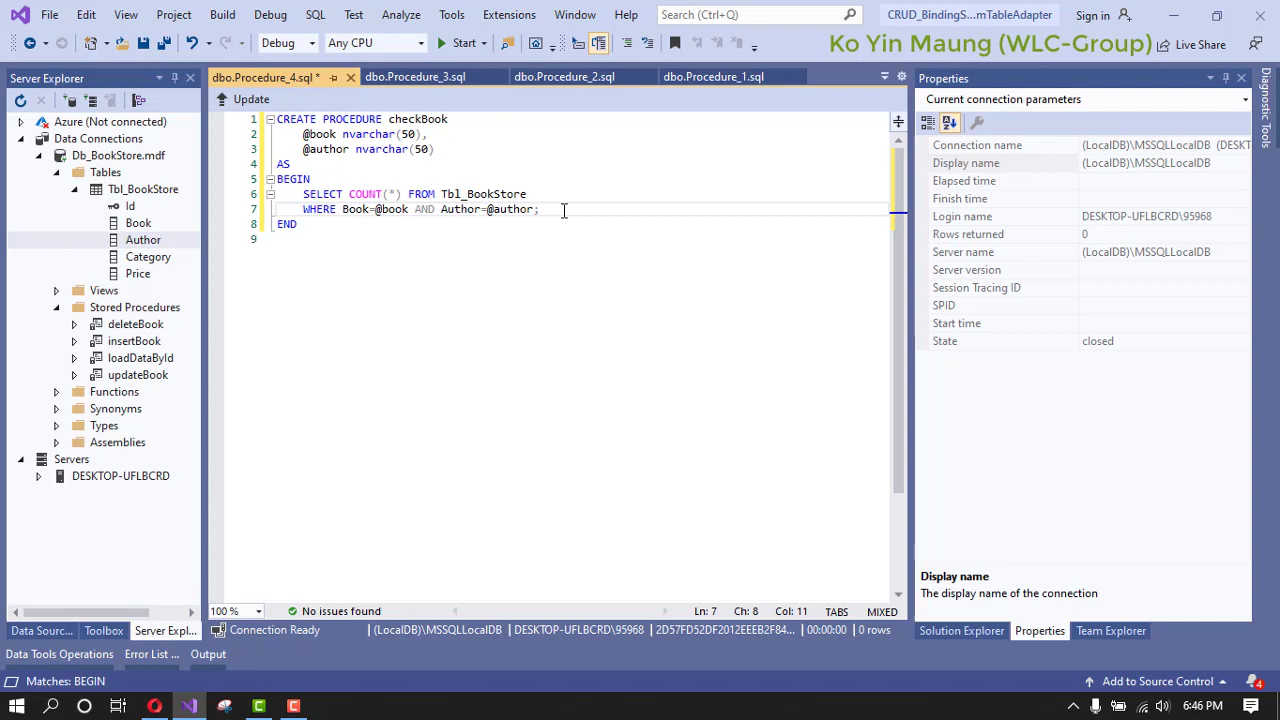 File Edit View Project Build Debug SQL Test Analyze Tools Extensions Window Help Search (Ctrl+Q) CRUD_BindingS...mTableAdapter Sign in
Debug Any CPU Start Ko Yin Maung (WLC-Group) Live Share
Server Explorer
Azure (Not connected)
Data Connections
Db_BookStore.mdf
Tables
Tbl_BookStore
Id
Book
Author
Category
Price
Views
Stored Procedures
deleteBook
insertBook
loadDataById
updateBook
Functions
Synonyms
Types
Assemblies
Servers
DESKTOP-UFLBCRD
Data Sourc... Toolbox Server Expl...
dbo.Procedure_4.sql * dbo.Procedure_3.sql dbo.Procedure_2.sql dbo.Procedure_1.sql
Update
1 CREATE PROCEDURE checkBook
2 @book nvarchar(50),
3 @author nvarchar(50)
4 AS
5 BEGIN
6 SELECT COUNT(*) FROM Tbl_BookStore
7 WHERE Book=@book AND Author=@author;
8 END
9
100 % No issues found Ln: 7 Ch: 8 Col: 11 TABS MIXED
Connection Ready (LocalDB)\MSSQLLocalDB DESKTOP-UFLBCRD\95968 2D57FD52DF2012EEEB2F84... 00:00:00 0 rows
Properties
Current connection parameters
Connection name (LocalDB)\MSSQLLocalDB (DESKT
Display name (LocalDB)\MSSQLLocalDB
Elapsed time
Finish time
Login name DESKTOP-UFLBCRD\95968
Rows returned 0
Server name (LocalDB)\MSSQLLocalDB
Server version
Session Tracing ID
SPID
Start time
State closed
Display name
The display name of the connection
Solution Explorer Properties Team Explorer
Diagnostic Tools
Data Tools Operations Error List ... Output
Matches: BEGIN Add to Source Control 4
6:46 PM